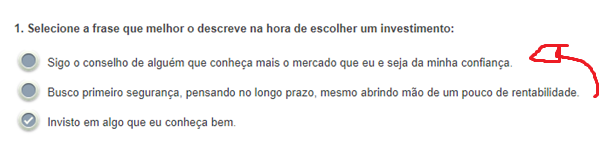 1. Selecione a frase que melhor o descreve na hora de escolher um investimento:
Sigo o conselho de alguém que conheça mais o mercado que eu e seja da minha confiança.
Busco primeiro segurança, pensando no longo prazo, mesmo abrindo mão de um pouco de rentabilidade.
Invisto em algo que eu conheça bem.